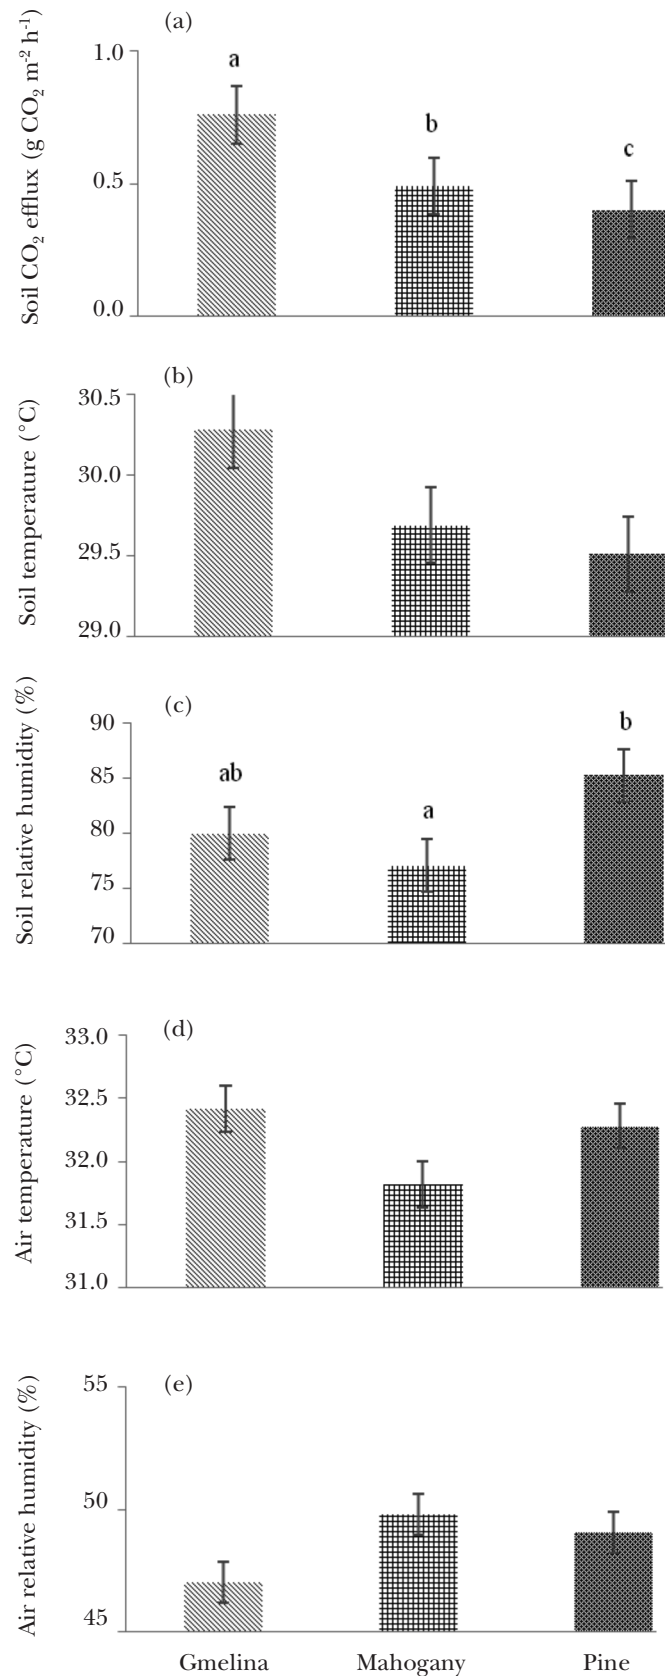 (a)
Soil CO2 efflux (g CO2 m-2 h-1)
1.0
0.5
0.0
a
b
c
(b)
Soil temperature (°C)
30.5
30.0
29.5
29.0
(c)
Soil relative humidity (%)
90
85
80
75
70
ab
a
b
(d)
Air temperature (°C)
33.0
32.5
32.0
31.5
31.0
(e)
Air relative humidity (%)
55
50
45
Gmelina Mahogany Pine